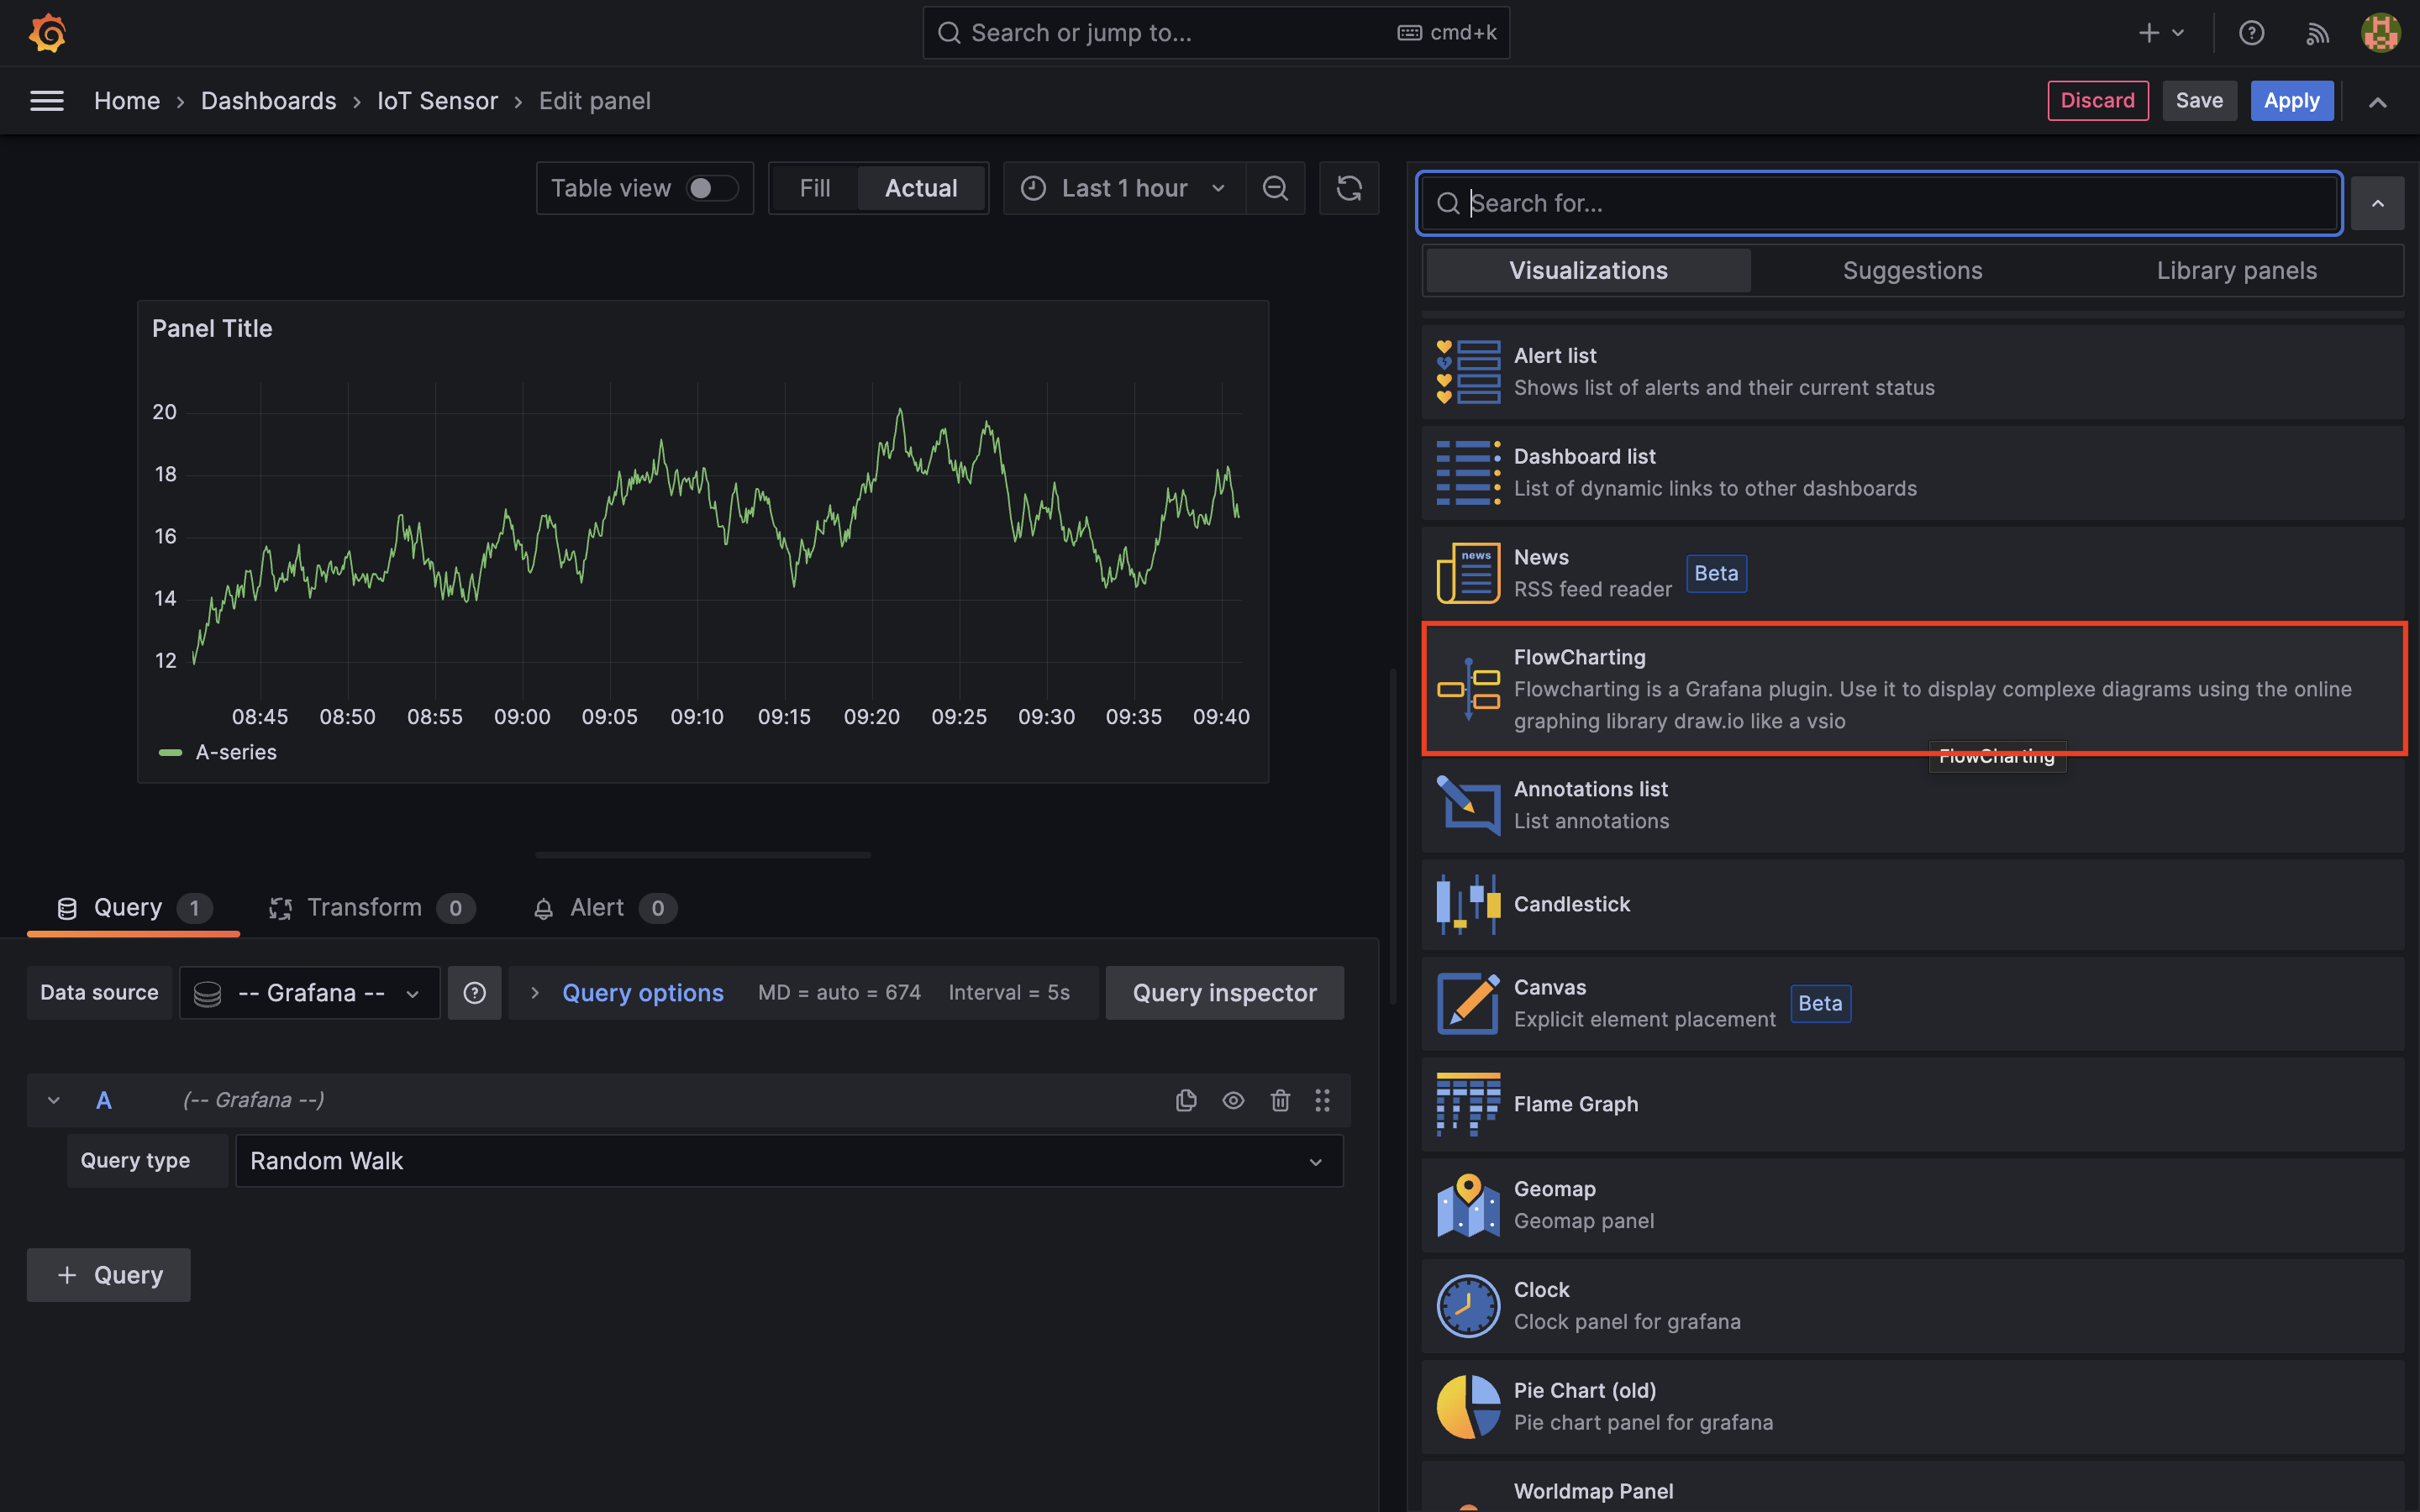 Search or jump to...
cmd+k
Home › Dashboards › IoT Sensor › Edit panel
Discard
Save
Apply
Table view
Fill
Actual
Last 1 hour
Search for...
Visualizations
Suggestions
Library panels
Panel Title
20
18
16
14
12
08:45 08:50 08:55 09:00 09:05 09:10 09:15 09:20 09:25 09:30 09:35 09:40
A-series
Query 1
Transform 0
Alert 0
Data source
-- Grafana --
Query options
MD = auto = 674
Interval = 5s
Query inspector
A
(-- Grafana --)
Query type
Random Walk
+ Query
Alert list
Shows list of alerts and their current status
Dashboard list
List of dynamic links to other dashboards
news
News
RSS feed reader
Beta
FlowCharting
Flowcharting is a Grafana plugin. Use it to display complexe diagrams using the online
graphing library draw.io like a vsio
FlowCharting
Annotations list
List annotations
Candlestick
Canvas
Explicit element placement
Beta
Flame Graph
Geomap
Geomap panel
Clock
Clock panel for grafana
Pie Chart (old)
Pie chart panel for grafana
Worldmap Panel